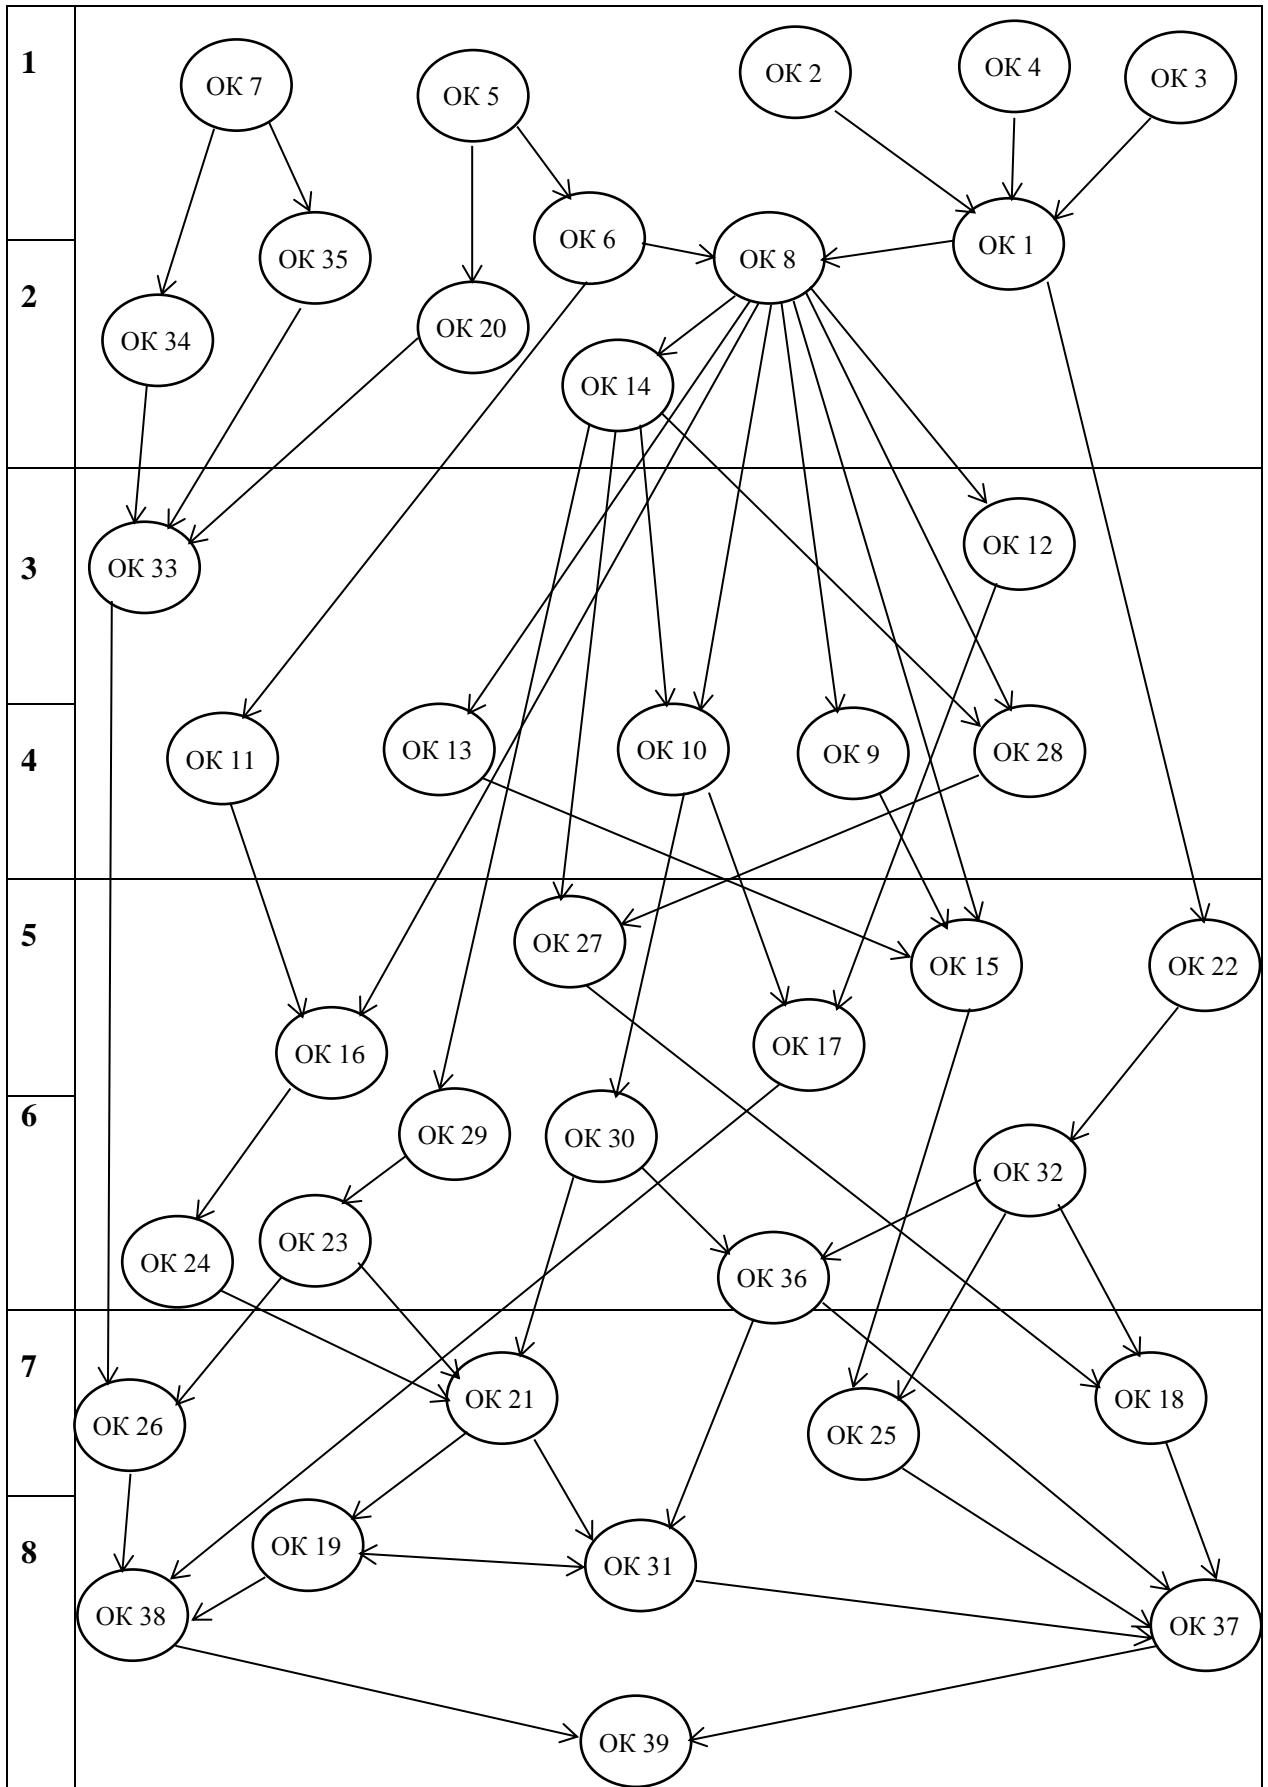 1
ОК 7
ОК 5
ОК 2
ОК 4
ОК 3
ОК 6
ОК 8
ОК 1
ОК 35
2
ОК 34
ОК 20
ОК 14
3
ОК 33
ОК 12
4
ОК 11
ОК 13
ОК 10
ОК 9
ОК 28
5
ОК 27
ОК 15
ОК 22
ОК 16
ОК 17
6
ОК 29
ОК 30
ОК 32
ОК 24
ОК 23
ОК 36
7
ОК 26
ОК 21
ОК 25
ОК 18
8
ОК 19
ОК 31
ОК 38
ОК 37
ОК 39